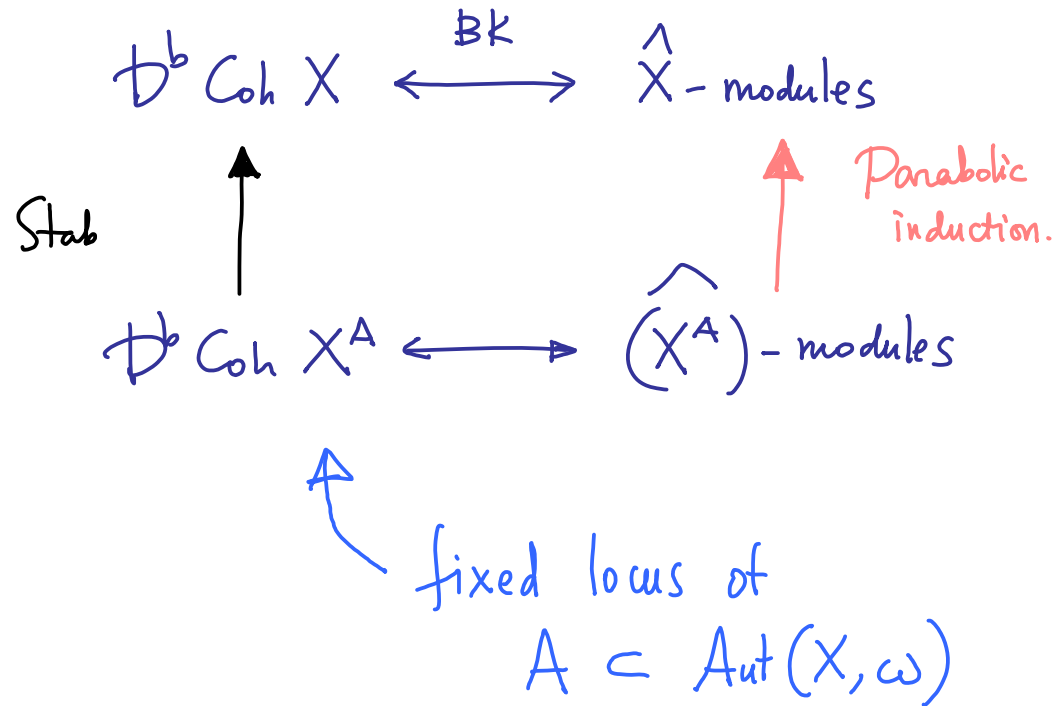 BK
D^b Coh X ⟷ X̂ - modules
Stab
Parabolic
induction.
D^b Coh X^A ⟷ (X^A)^ - modules
fixed locus of
A ⊂ Aut(X, ω)